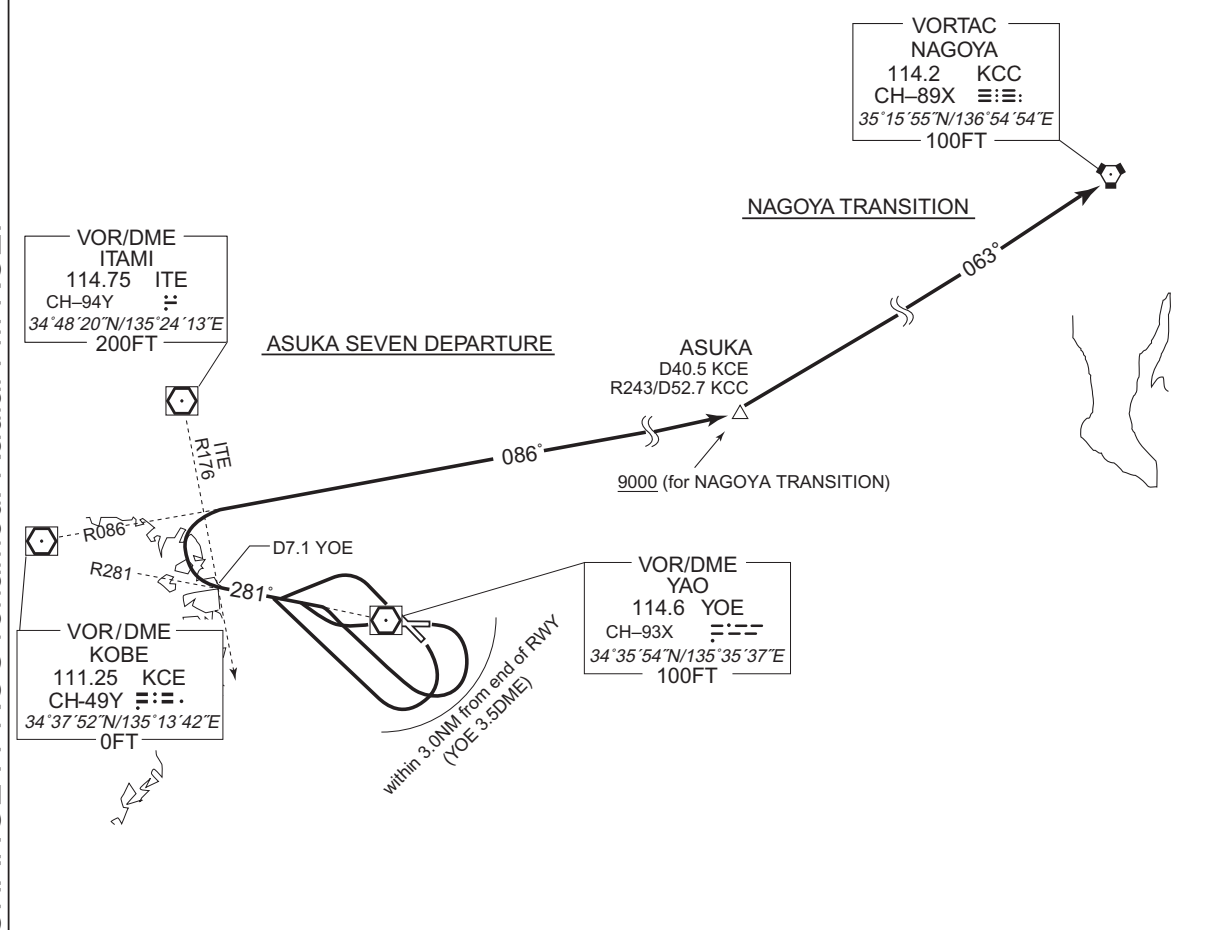 VORTAC
NAGOYA
114.2 KCC
CH–89X
35°15´55˝N/136°54´54˝E
100FT
NAGOYA TRANSITION
063°
VOR/DME
ITAMI
114.75 ITE
CH–94Y
34°48´20˝N/135°24´13˝E
200FT
ASUKA SEVEN DEPARTURE
ASUKA
D40.5 KCE
R243/D52.7 KCC
ITE
R176
086°
9000 (for NAGOYA TRANSITION)
R086
D7.1 YOE
R281
281°
VOR/DME
YAO
114.6 YOE
CH–93X
34°35´54˝N/135°35´37˝E
100FT
VOR/DME
KOBE
111.25 KCE
CH-49Y
34°37´52˝N/135°13´42˝E
0FT
within 3.0NM from end of RWY
(YOE 3.5DME)